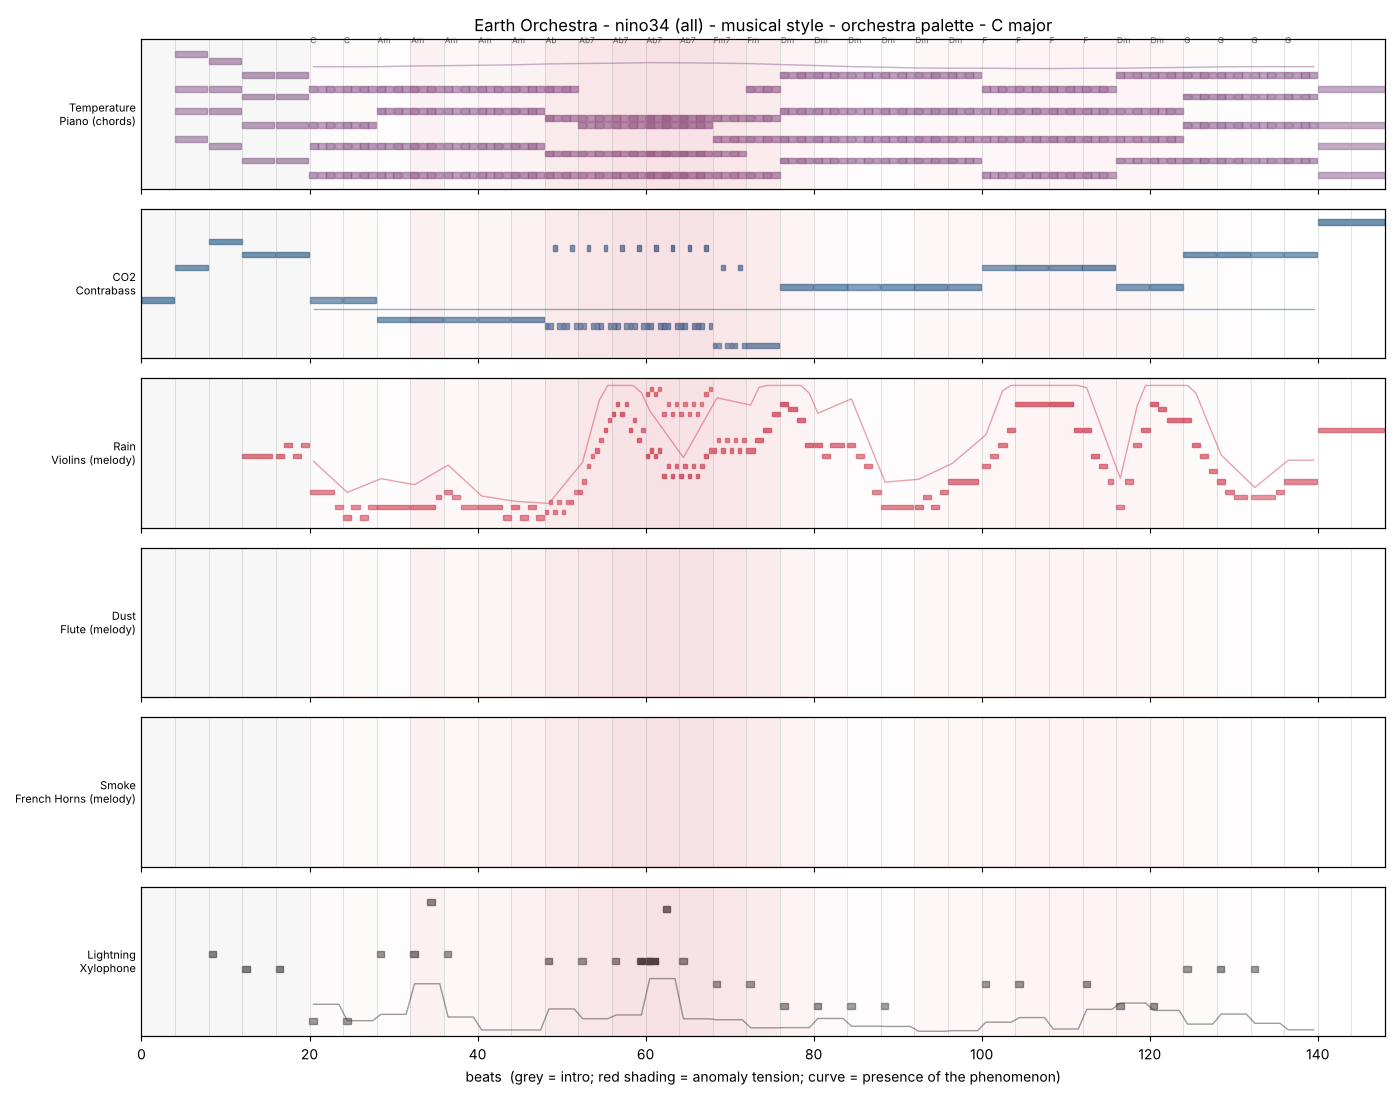 Earth Orchestra - nino34 (all) - musical style - orchestra palette - C major
C C Am Am Am Am Am Ab Ab7 Ab7 Ab7 Ab7 Fm7 Fm Dm Dm Dm Dm Dm Dm F F F F Dm Dm G G G G
Temperature
Piano (chords)
CO2
Contrabass
Rain
Violins (melody)
Dust
Flute (melody)
Smoke
French Horns (melody)
Lightning
Xylophone
0 20 40 60 80 100 120 140
beats (grey = intro; red shading = anomaly tension; curve = presence of the phenomenon)